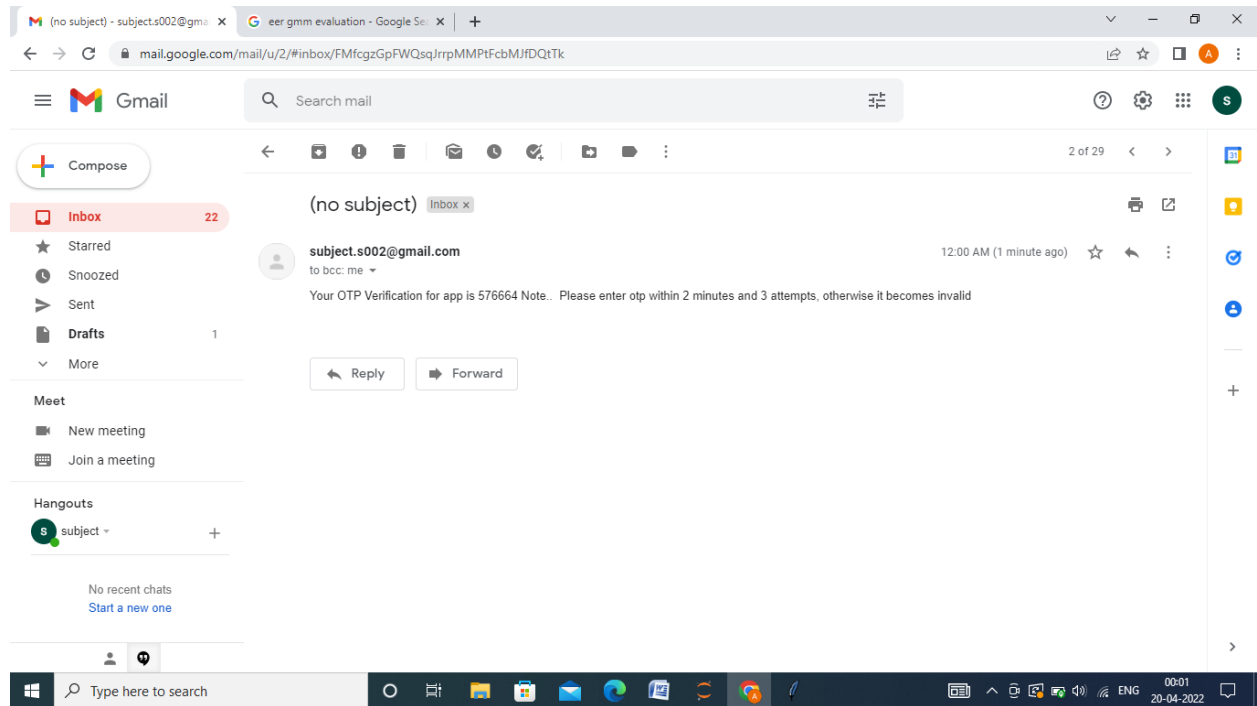 (no subject) - subject.s002@gma
eer gmm evaluation - Google Se
mail.google.com/mail/u/2/#inbox/FMfcgzGpFWQsqJrrpMMPtFcbMJfDQtTk
A
Gmail
Search mail
S
Compose
2 of 29
31
(no subject) Inbox x
Inbox 22
Starred
subject.s002@gmail.com 12:00 AM (1 minute ago)
to bcc: me
Snoozed
Your OTP Verification for app is 576664 Note.. Please enter otp within 2 minutes and 3 attempts, otherwise it becomes invalid
Sent
Drafts 1
More
Reply Forward
Meet
New meeting
Join a meeting
Hangouts
S subject
No recent chats
Start a new one
Type here to search
ENG
00:01
20-04-2022